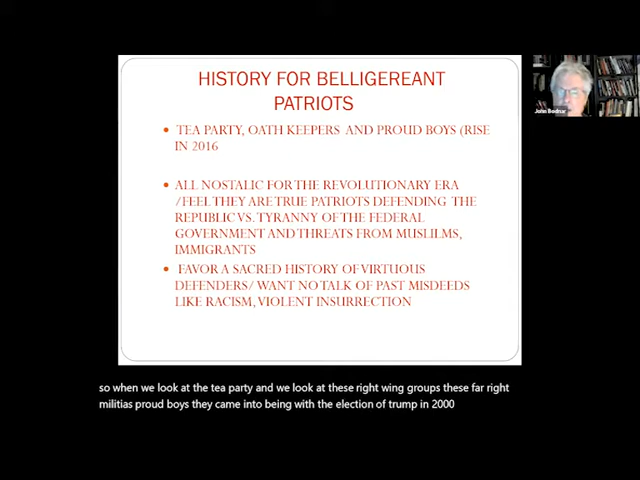 HISTORY FOR BELLIGEREANT
PATRIOTS
• TEA PARTY, OATH KEEPERS AND PROUD BOYS (RISE
IN 2016
• ALL NOSTALIC FOR THE REVOLUTIONARY ERA
/FEEL THEY ARE TRUE PATRIOTS DEFENDING THE
REPUBLIC VS. TYRANNY OF THE FEDERAL
GOVERNMENT AND THREATS FROM MUSLILMS,
IMMIGRANTS
• FAVOR A SACRED HISTORY OF VIRTUOUS
DEFENDERS/ WANT NO TALK OF PAST MISDEEDS
LIKE RACISM, VIOLENT INSURRECTION
John Bodnar
so when we look at the tea party and we look at these right wing groups these far right
militias proud boys they came into being with the election of trump in 2000